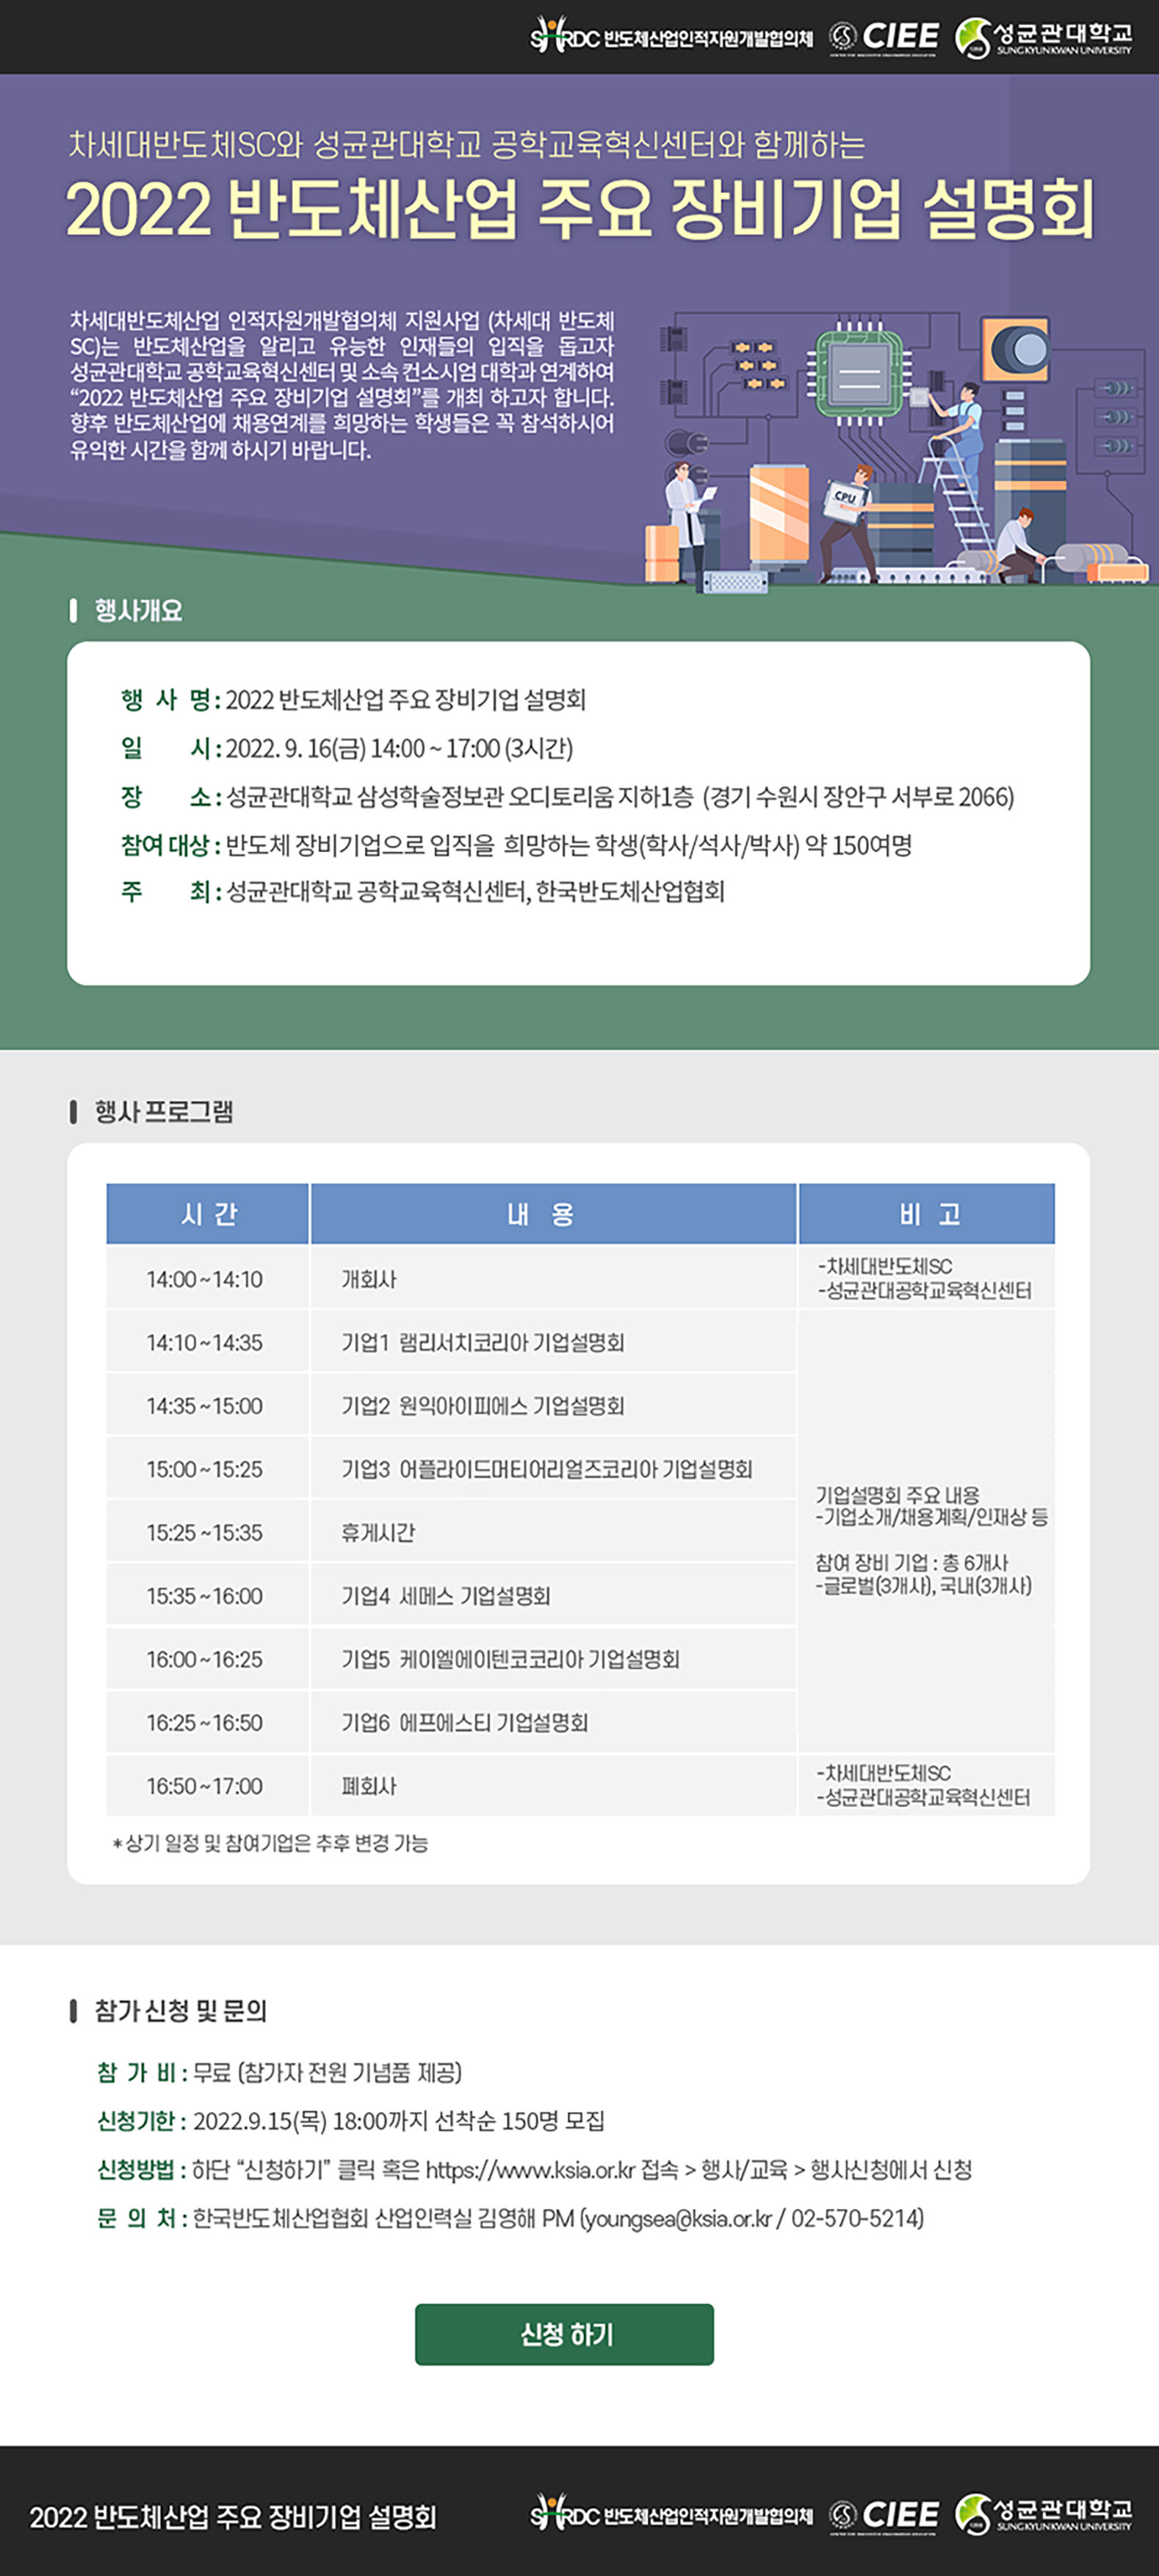 SHRDC 반도체산업인적자원개발협의체 CIEE 성균관대학교
SUNGKYUNKWAN UNIVERSITY
차세대반도체SC와 성균관대학교 공학교육혁신센터와 함께하는
2022 반도체산업 주요 장비기업 설명회
차세대반도체산업 인적자원개발협의체 지원사업 (차세대 반도체
SC)는 반도체산업을 알리고 유능한 인재들의 입직을 돕고자
성균관대학교 공학교육혁신센터 및 소속 컨소시엄 대학과 연계하여
“2022 반도체산업 주요 장비기업 설명회”를 개최 하고자 합니다.
향후 반도체산업에 채용연계를 희망하는 학생들은 꼭 참석하시어
유익한 시간을 함께 하시기 바랍니다.
CPU
행사개요
행 사 명 : 2022 반도체산업 주요 장비기업 설명회
일 시 : 2022. 9. 16(금) 14:00 ~ 17:00 (3시간)
장 소 : 성균관대학교 삼성학술정보관 오디토리움 지하1층 (경기 수원시 장안구 서부로 2066)
참여 대상 : 반도체 장비기업으로 입직을 희망하는 학생(학사/석사/박사) 약 150여명
주 최 : 성균관대학교 공학교육혁신센터, 한국반도체산업협회
행사 프로그램
시 간 내 용 비 고
14:00 ~ 14:10 개회사 -차세대반도체SC
-성균관대공학교육혁신센터
14:10 ~ 14:35 기업1 램리서치코리아 기업설명회
14:35 ~ 15:00 기업2 원익아이피에스 기업설명회
15:00 ~ 15:25 기업3 어플라이드머티어리얼즈코리아 기업설명회
15:25 ~ 15:35 휴게시간
15:35 ~ 16:00 기업4 세메스 기업설명회
16:00 ~ 16:25 기업5 케이엘에이텐코코리아 기업설명회
16:25 ~ 16:50 기업6 에프에스티 기업설명회
기업설명회 주요 내용
-기업소개/채용계획/인재상 등
참여 장비 기업 : 총 6개사
-글로벌(3개사), 국내(3개사)
16:50 ~ 17:00 폐회사 -차세대반도체SC
-성균관대공학교육혁신센터
* 상기 일정 및 참여기업은 추후 변경 가능
참가 신청 및 문의
참 가 비 : 무료 (참가자 전원 기념품 제공)
신청기한 : 2022.9.15(목) 18:00까지 선착순 150명 모집
신청방법 : 하단 “신청하기” 클릭 혹은 https://www.ksia.or.kr 접속 > 행사/교육 > 행사신청에서 신청
문 의 처 : 한국반도체산업협회 산업인력실 김영해 PM (youngsea@ksia.or.kr / 02-570-5214)
신청 하기
2022 반도체산업 주요 장비기업 설명회 SHRDC 반도체산업인적자원개발협의체 CIEE 성균관대학교
SUNGKYUNKWAN UNIVERSITY